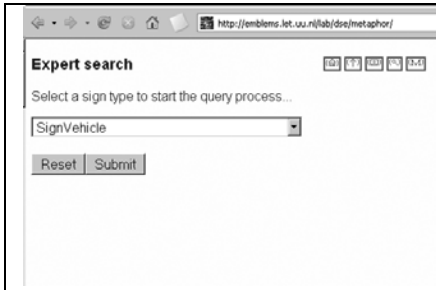 http://emblems.let.uu.nl/lab/dse/metaphor/
Expert search
Select a sign type to start the query process...
SignVehicle
Reset Submit